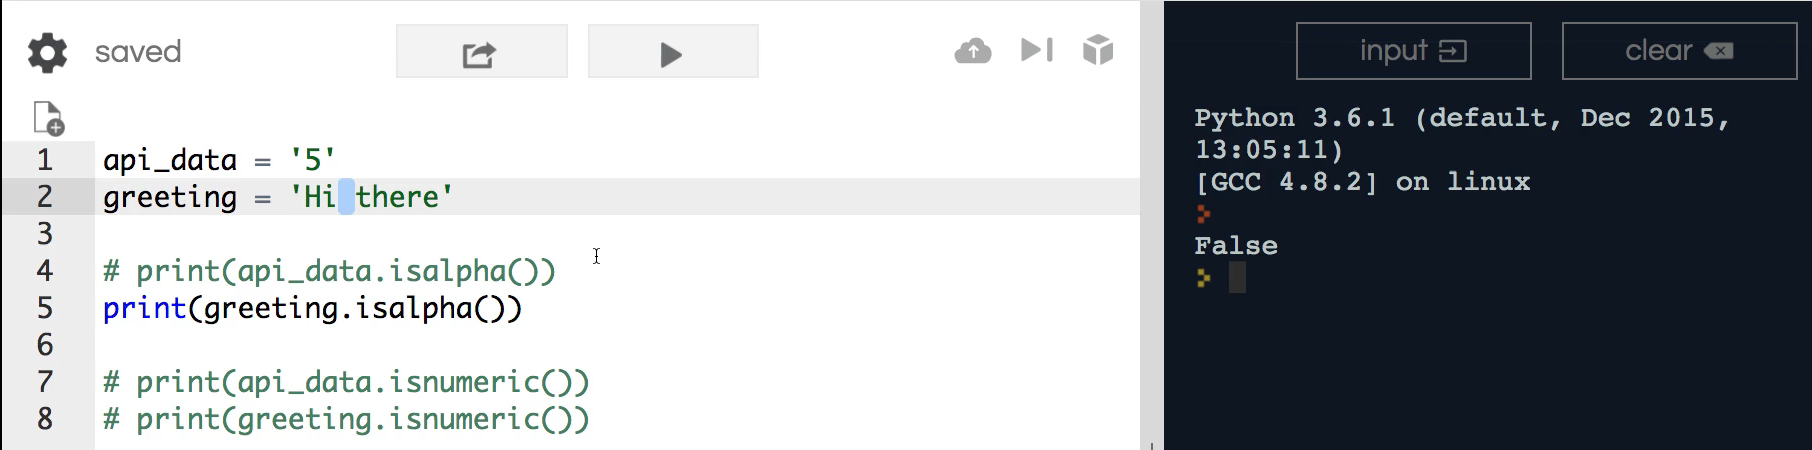 saved
input
clear
1 api_data = '5'
2 greeting = 'Hi there'
3
4 # print(api_data.isalpha())
5 print(greeting.isalpha())
6
7 # print(api_data.isnumeric())
8 # print(greeting.isnumeric())
Python 3.6.1 (default, Dec 2015,
13:05:11)
[GCC 4.8.2] on linux
False